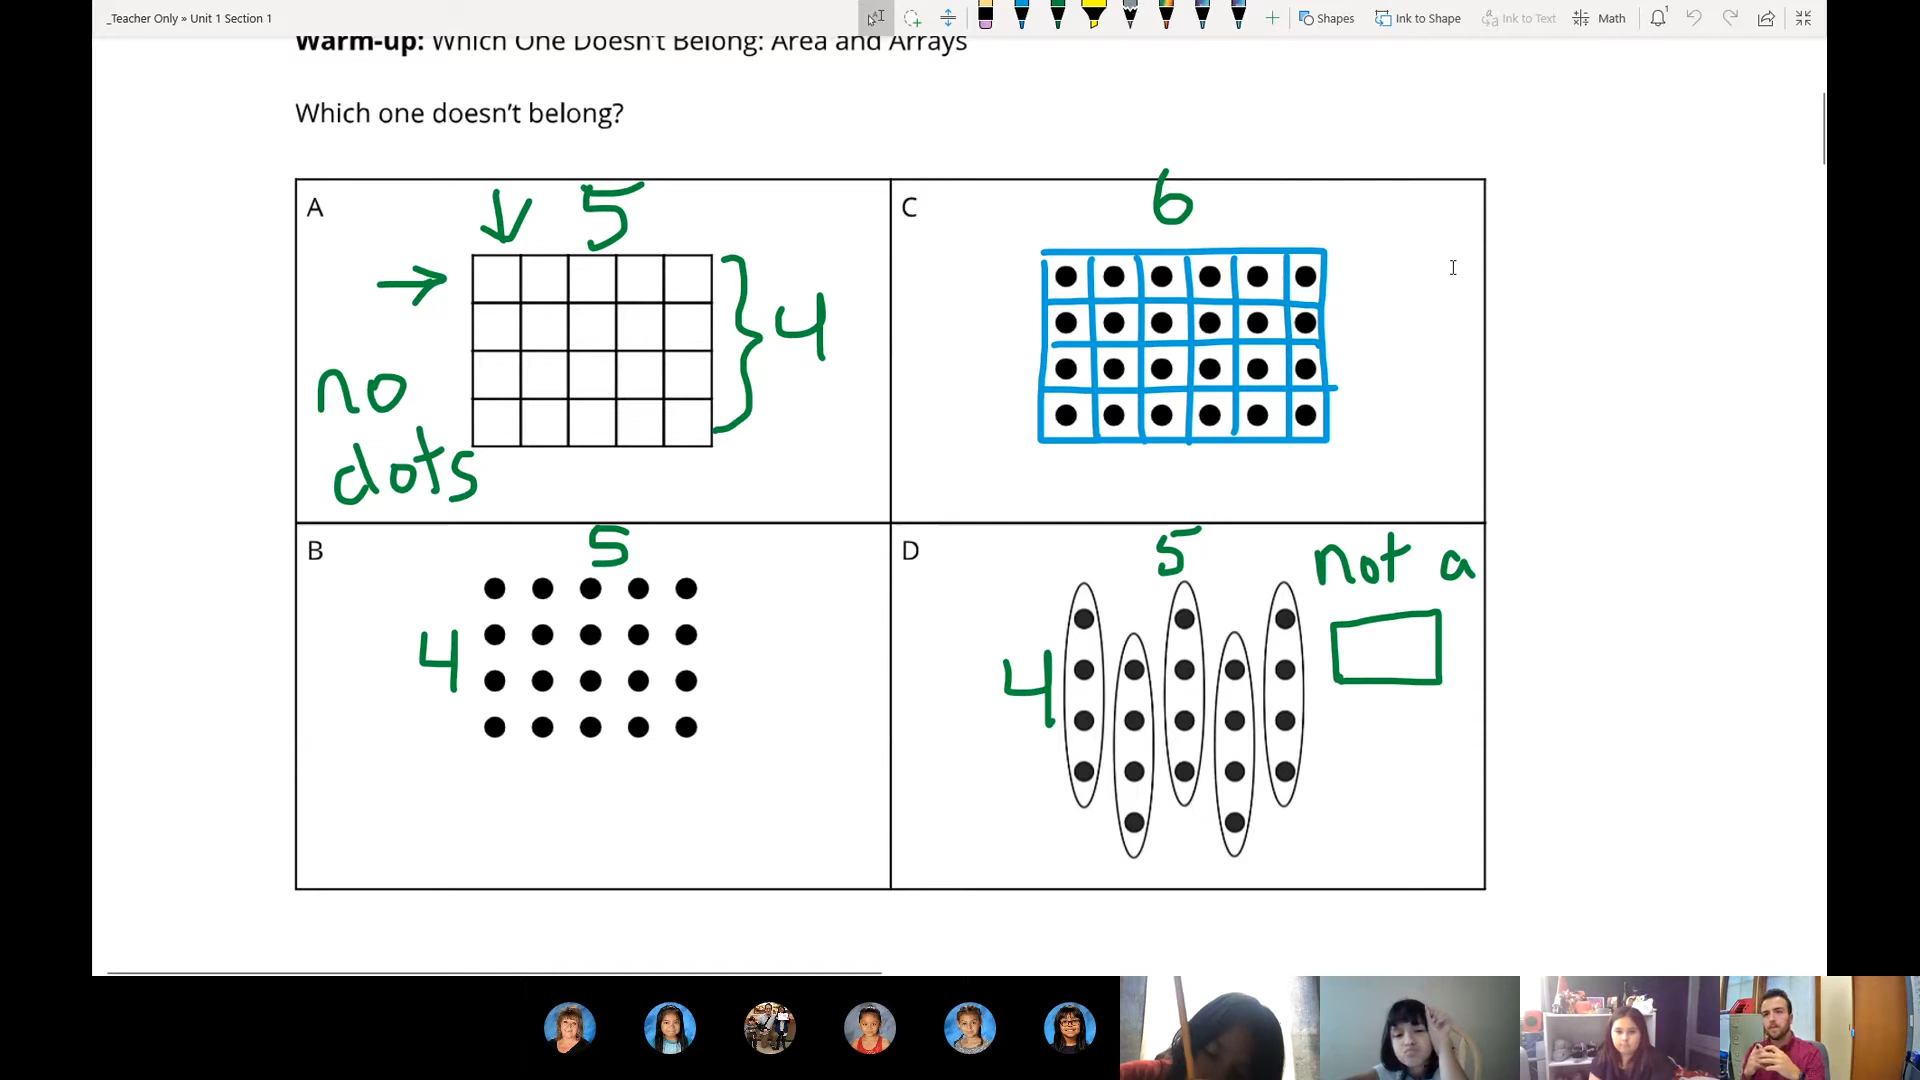 _Teacher Only » Unit 1 Section 1
Shapes
Ink to Shape
Ink to Text
Math
1
Warm-up: Which One Doesn't Belong: Area and Arrays
Which one doesn't belong?
A
5
4
no
dots
C
6
B
5
4
D
5
4
not a